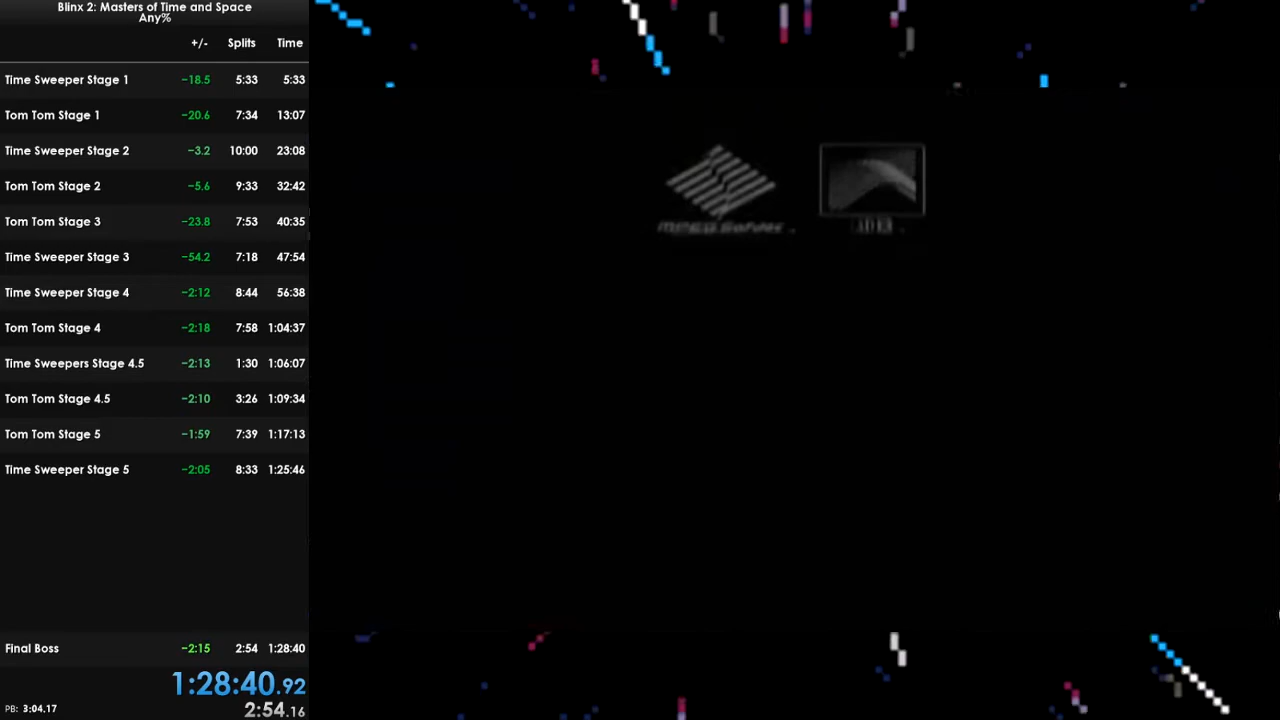 Blinx 2: Masters of Time and Space
Any%
+/- Splits Time
Time Sweeper Stage 1 −18.5 5:33 5:33
Tom Tom Stage 1 −20.6 7:34 13:07
Time Sweeper Stage 2 −3.2 10:00 23:08
Tom Tom Stage 2 −5.6 9:33 32:42
Tom Tom Stage 3 −23.8 7:53 40:35
Time Sweeper Stage 3 −54.2 7:18 47:54
Time Sweeper Stage 4 −2:12 8:44 56:38
Tom Tom Stage 4 −2:18 7:58 1:04:37
Time Sweepers Stage 4.5 −2:13 1:30 1:06:07
Tom Tom Stage 4.5 −2:10 3:26 1:09:34
Tom Tom Stage 5 −1:59 7:39 1:17:13
Time Sweeper Stage 5 −2:05 8:33 1:25:46
Final Boss −2:15 2:54 1:28:40
1:28:40.92
PB: 3:04.17 2:54.16